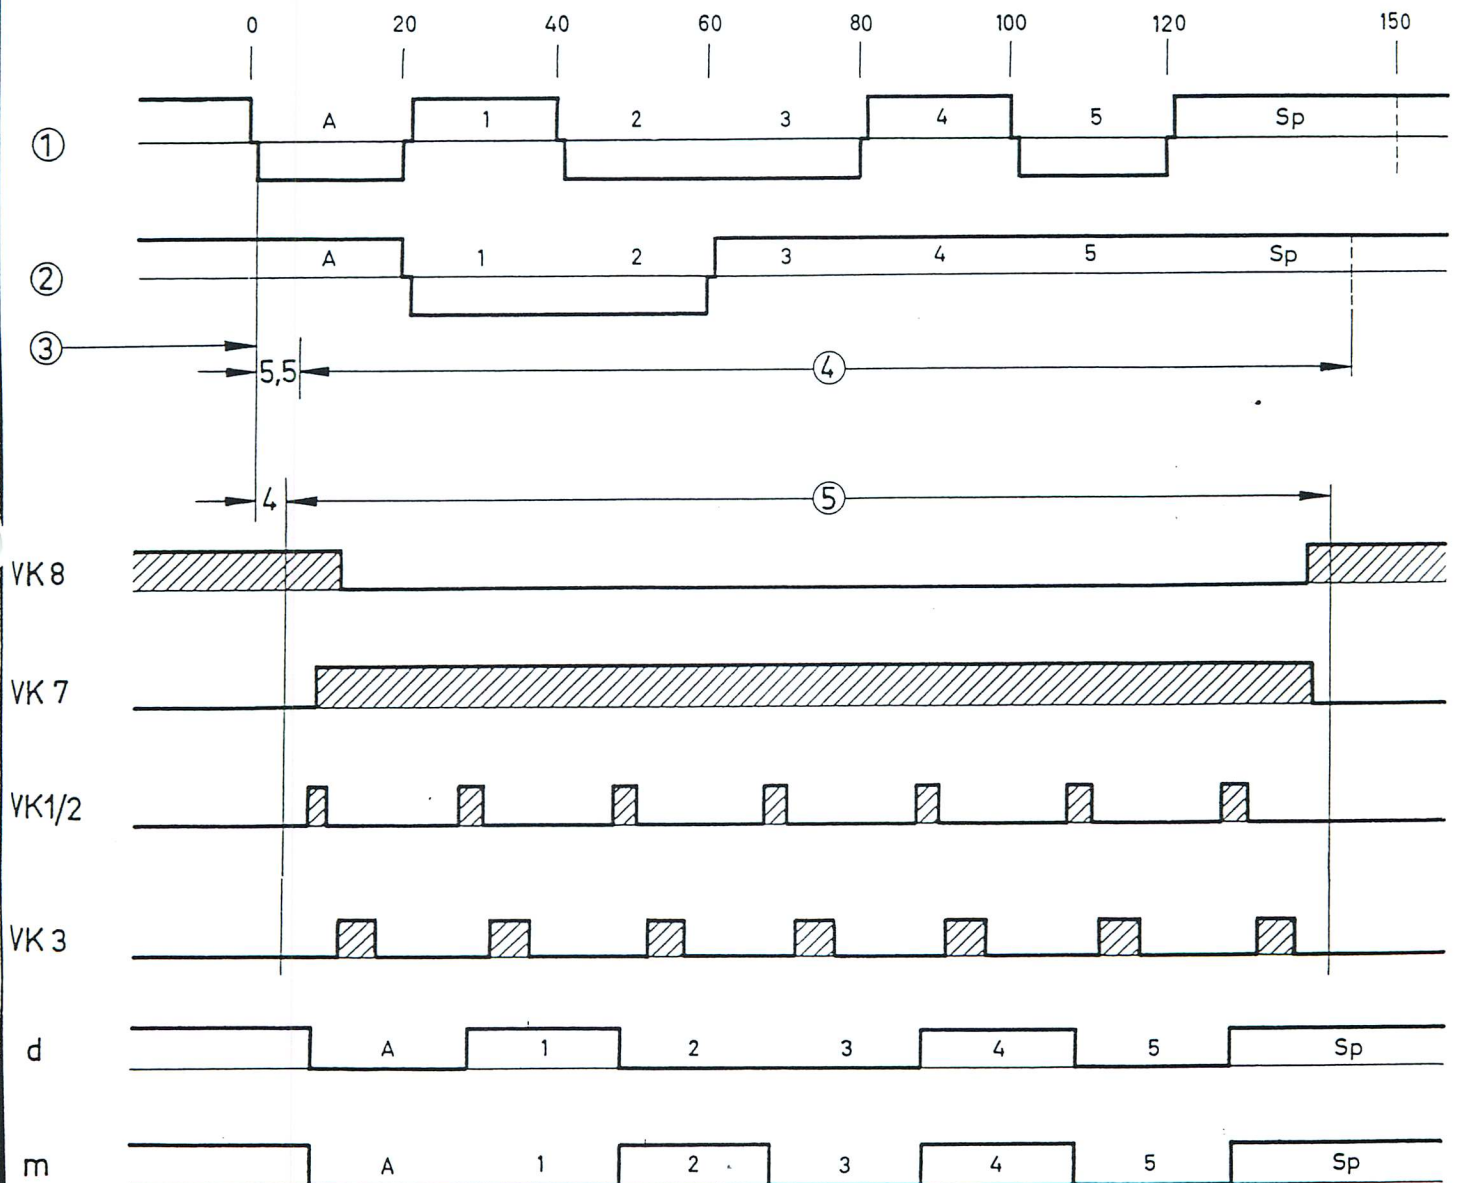 0 20 40 60 80 100 120 150
① A 1 2 3 4 5 Sp
② A 1 2 3 4 5 Sp
③
5,5 ④
4 ⑤
VK 8
VK 7
VK1/2
VK 3
d A 1 2 3 4 5 Sp
m A 1 2 3 4 5 Sp